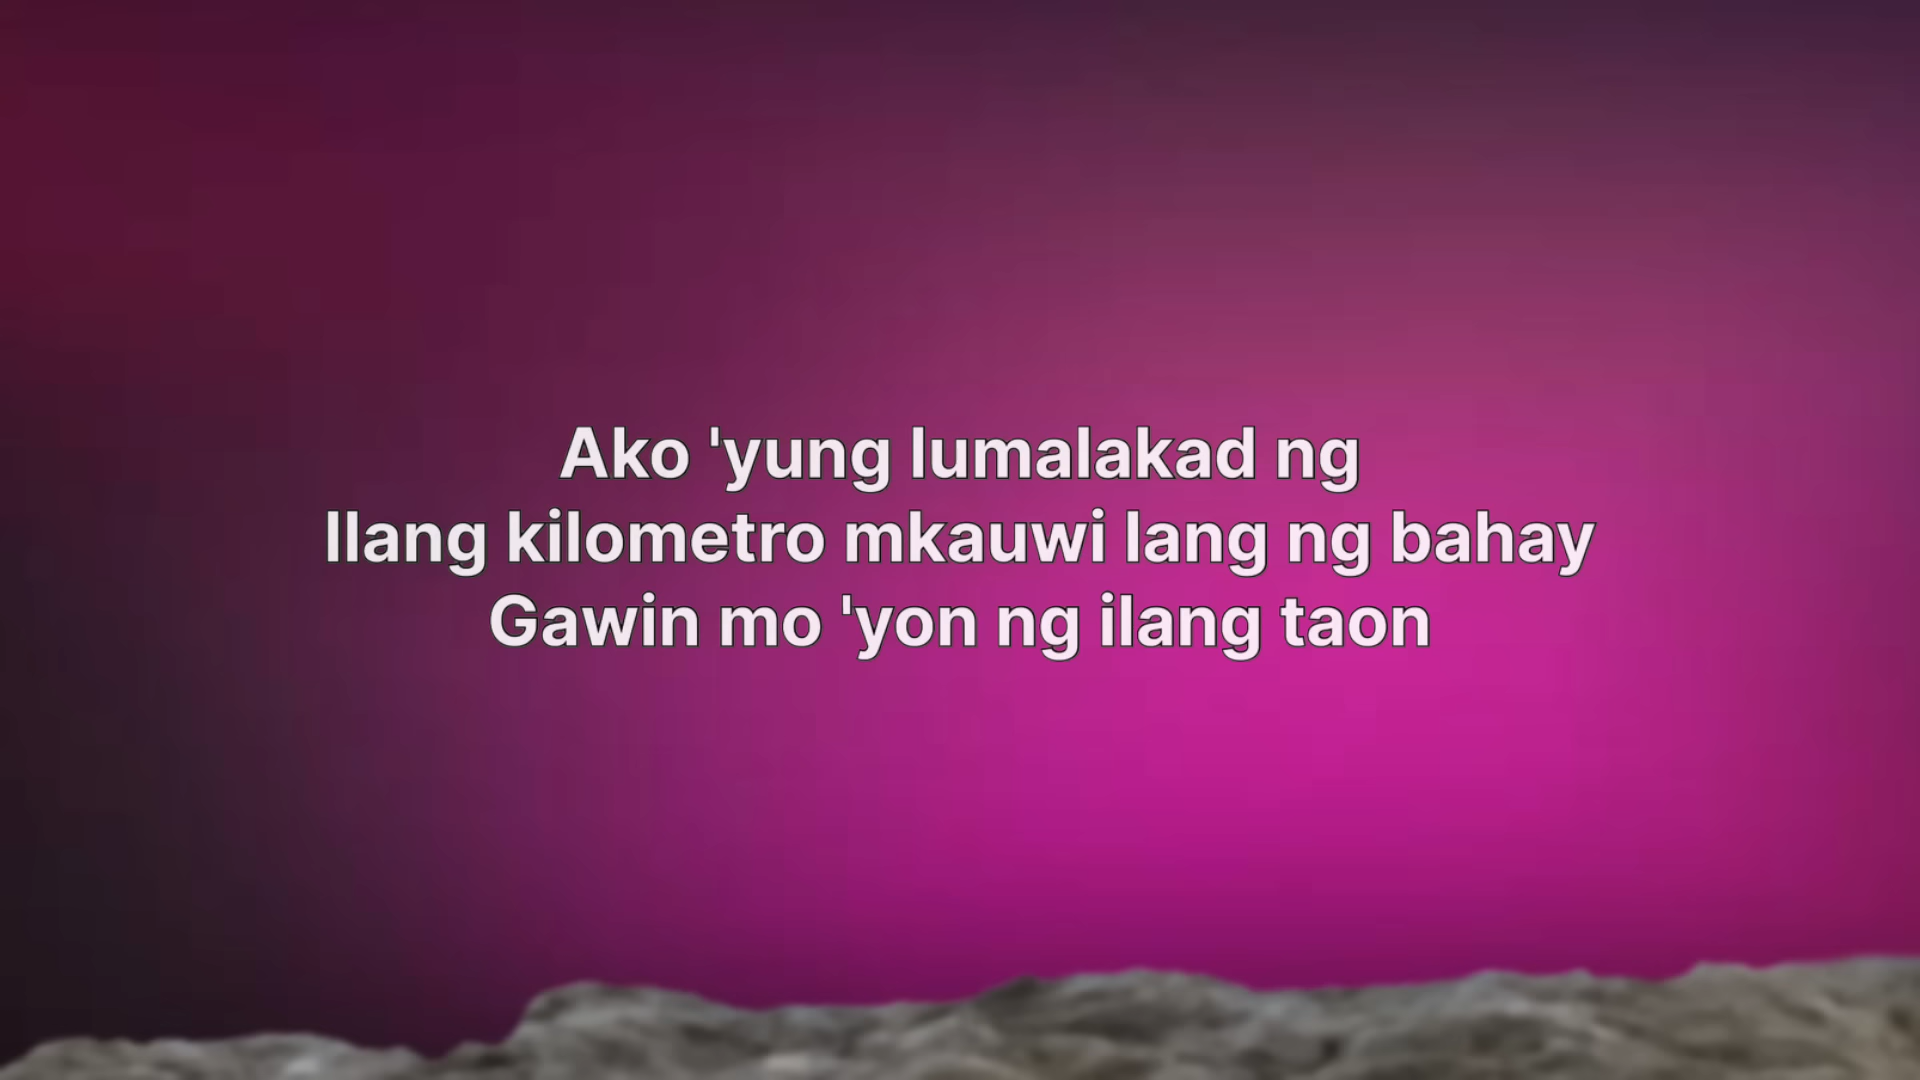 Ako 'yung lumalakad ng
Ilang kilometro mkauwi lang ng bahay
Gawin mo 'yon ng ilang taon